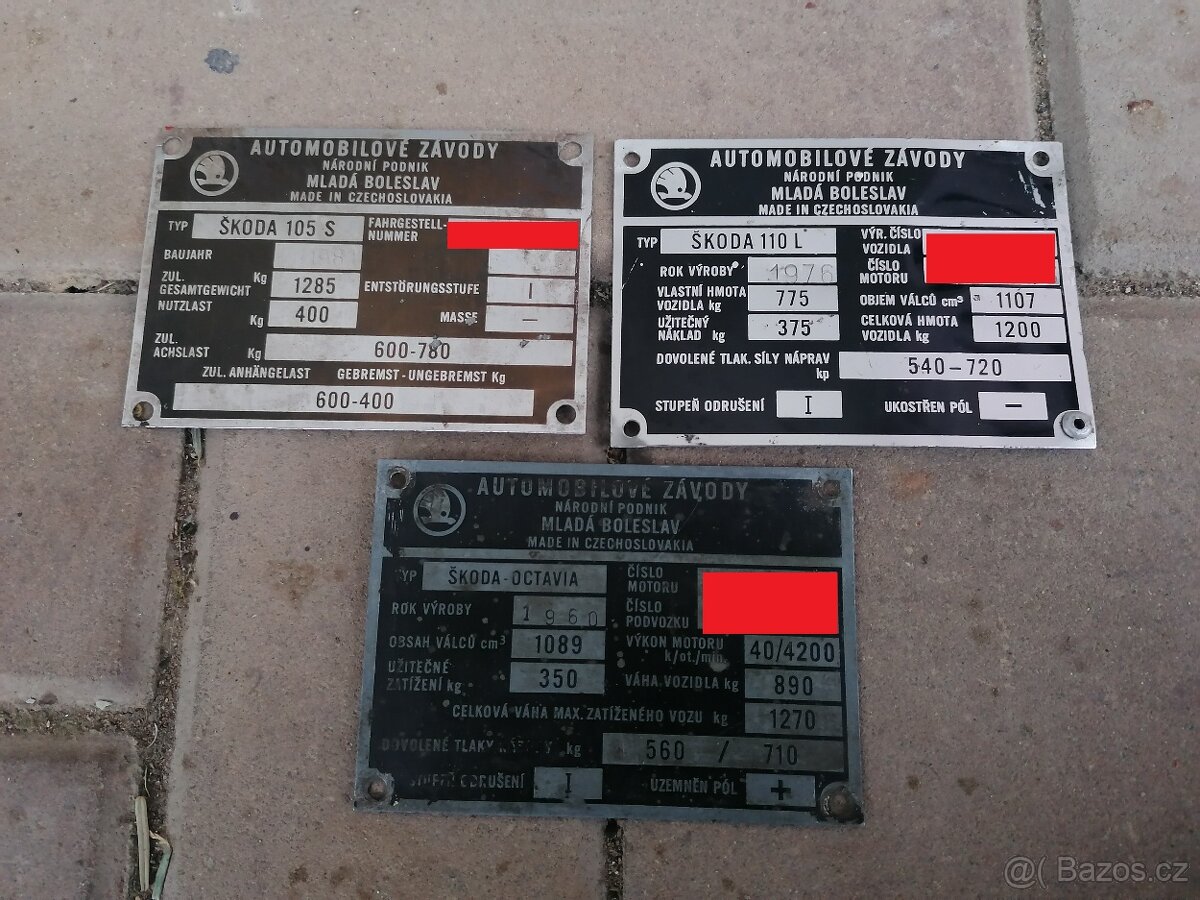 AUTOMOBILOVÉ ZÁVODY
NÁRODNÍ PODNIK
MLADÁ BOLESLAV
MADE IN CZECHOSLOVAKIA
TYP ŠKODA 105 S FAHRGESTELL-
NUMMER
BAUJAHR 1981
ZUL.
GESAMTGEWICHT Kg 1285 ENTSTÖRUNGSSTUFE I
NUTZLAST Kg 400 MASSE –
ZUL.
ACHSLAST Kg 600-780
ZUL. ANHÄNGELAST GEBREMST - UNGEBREMST Kg
600-400
AUTOMOBILOVÉ ZÁVODY
NÁRODNÍ PODNIK
MLADÁ BOLESLAV
MADE IN CZECHOSLOVAKIA
TYP ŠKODA 110 L VÝR. ČÍSLO
VOZIDLA
ROK VÝROBY 1976 ČÍSLO
MOTORU
VLASTNÍ HMOTA
VOZIDLA kg 775 OBJEM VÁLCŮ cm³ 1107
UŽITEČNÝ
NÁKLAD kg 375 CELKOVÁ HMOTA
VOZIDLA kg 1200
DOVOLENÉ TLAK. SÍLY NÁPRAV
kp 540-720
STUPEŇ ODRUŠENÍ I UKOSTŘEN PÓL –
AUTOMOBILOVÉ ZÁVODY
NÁRODNÍ PODNIK
MLADÁ BOLESLAV
MADE IN CZECHOSLOVAKIA
TYP ŠKODA-OCTAVIA ČÍSLO
MOTORU
ROK VÝROBY 1960 ČÍSLO
PODVOZKU
OBSAH VÁLCŮ cm³ 1089 VÝKON MOTORU
k/ot./min. 40/4200
UŽITEČNÉ
ZATÍŽENÍ kg 350 VÁHA VOZIDLA kg 890
CELKOVÁ VÁHA MAX. ZATÍŽENÉHO VOZU kg 1270
DOVOLENÉ TLAKY kg 560 / 710
STUPEŇ ODRUŠENÍ I UZEMNĚN PÓL +
@( Bazos.cz